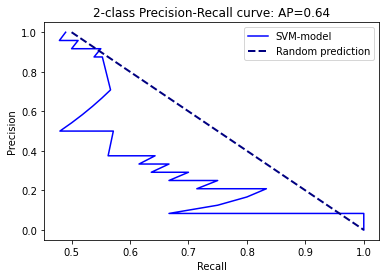 2-class Precision-Recall curve: AP=0.64
SVM-model
Random prediction
Precision
1.0
0.8
0.6
0.4
0.2
0.0
0.5 0.6 0.7 0.8 0.9 1.0
Recall